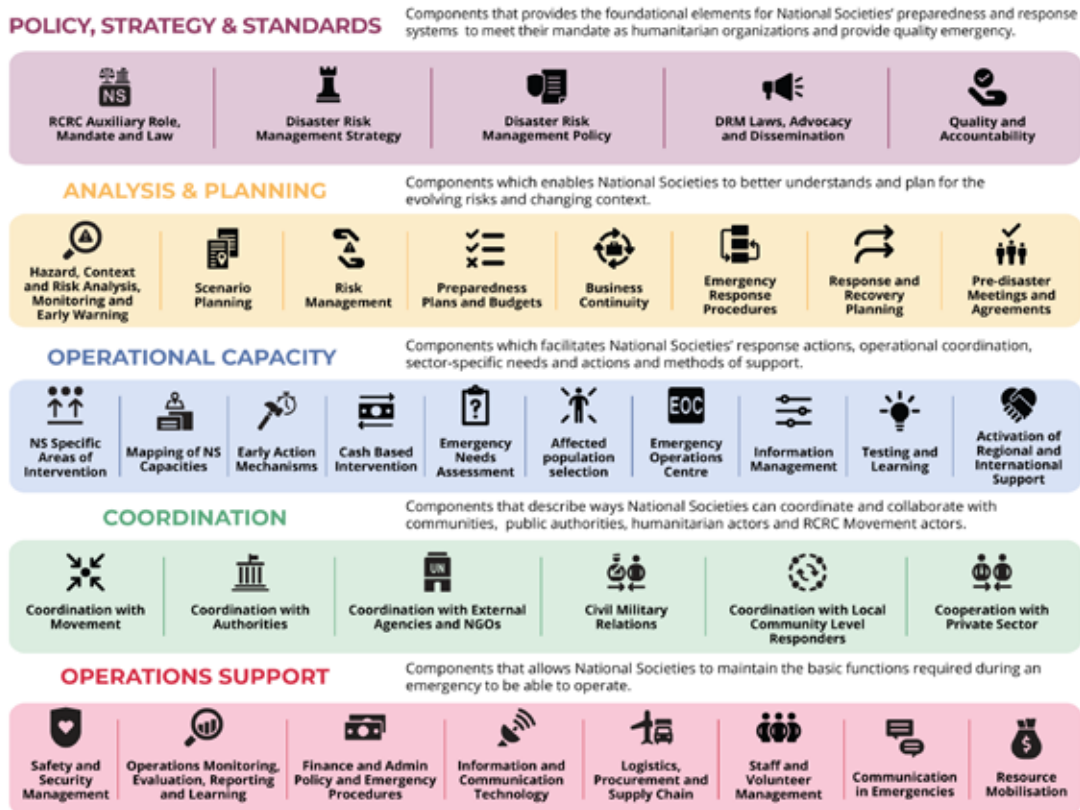 POLICY, STRATEGY & STANDARDS
Components that provides the foundational elements for National Societies' preparedness and response
systems to meet their mandate as humanitarian organizations and provide quality emergency.
NS
RCRC Auxiliary Role,
Mandate and Law
Disaster Risk
Management Strategy
Disaster Risk
Management Policy
DRM Laws, Advocacy
and Dissemination
Quality and
Accountability
ANALYSIS & PLANNING
Components which enables National Societies to better understands and plan for the
evolving risks and changing context.
Hazard, Context
and Risk Analysis,
Monitoring and
Early Warning
Scenario
Planning
Risk
Management
Preparedness
Plans and Budgets
Business
Continuity
Emergency
Response
Procedures
Response and
Recovery
Planning
Pre-disaster
Meetings and
Agreements
OPERATIONAL CAPACITY
Components which facilitates National Societies' response actions, operational coordination,
sector-specific needs and actions and methods of support.
NS Specific
Areas of
Intervention
Mapping of NS
Capacities
Early Action
Mechanisms
Cash Based
Intervention
?
Emergency
Needs
Assessment
Affected
population
selection
EOC
Emergency
Operations
Centre
Information
Management
Testing and
Learning
Activation of
Regional and
International
Support
COORDINATION
Components that describe ways National Societies can coordinate and collaborate with
communities, public authorities, humanitarian actors and RCRC Movement actors.
Coordination with
Movement
Coordination with
Authorities
UN
Coordination with External
Agencies and NGOs
Civil Military
Relations
Coordination with Local
Community Level
Responders
Cooperation with
Private Sector
OPERATIONS SUPPORT
Components that allows National Societies to maintain the basic functions required during an
emergency to be able to operate.
Safety and
Security
Management
Operations Monitoring,
Evaluation, Reporting
and Learning
Finance and Admin
Policy and Emergency
Procedures
Information and
Communication
Technology
Logistics,
Procurement and
Supply Chain
Staff and
Volunteer
Management
Communication
in Emergencies
$
Resource
Mobilisation